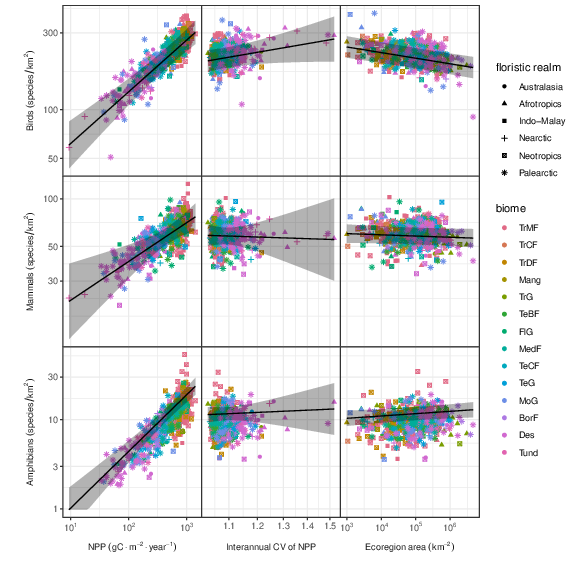 Birds (species/km²)
300
100
50
Mammals (species/km²)
100
50
30
Amphibians (species/km²)
30
10
3
1
10¹ 10² 10³
1.1 1.2 1.3 1.4 1.5
10³ 10⁴ 10⁵ 10⁶
NPP (gC · m⁻² · year⁻¹)
Interannual CV of NPP
Ecoregion area (km⁻²)
floristic realm
Australasia
Afrotropics
Indo−Malay
Nearctic
Neotropics
Palearctic
biome
TrMF
TrCF
TrDF
Mang
TrG
TeBF
FlG
MedF
TeCF
TeG
MoG
BorF
Des
Tund